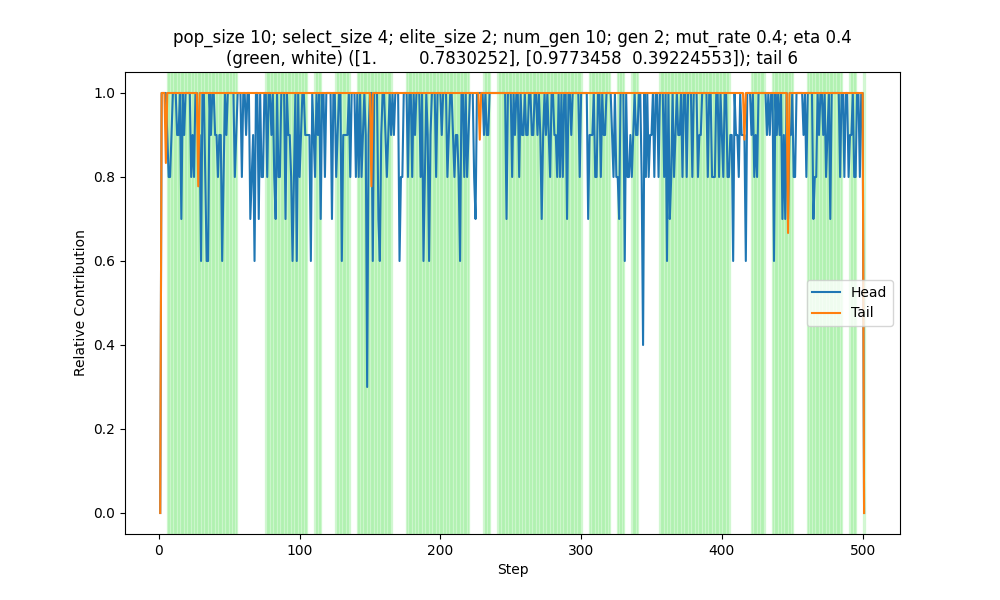 pop_size 10; select_size 4; elite_size 2; num_gen 10; gen 2; mut_rate 0.4; eta 0.4
(green, white) ([1.         0.7830252], [0.9773458  0.39224553]); tail 6
1.0
0.8
0.6
0.4
0.2
0.0
Relative Contribution
Head
Tail
0 100 200 300 400 500
Step